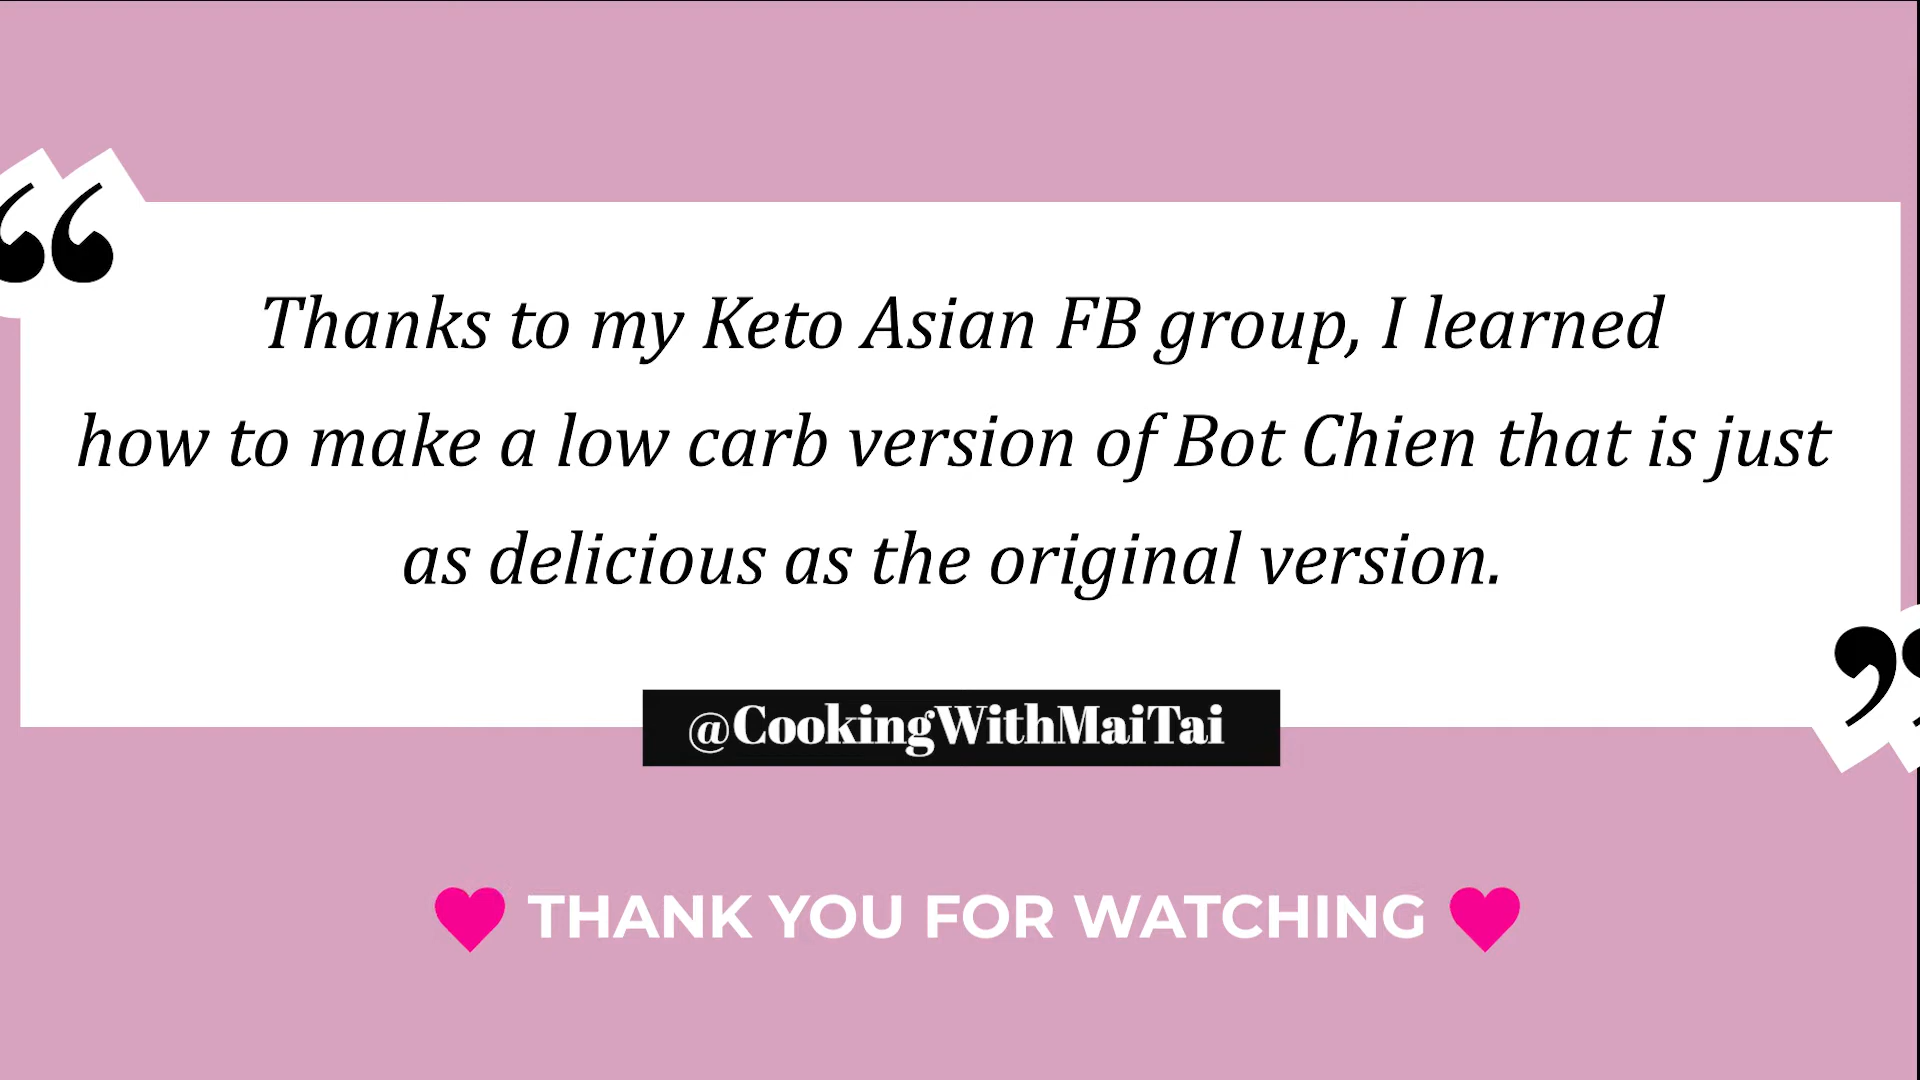 “
Thanks to my Keto Asian FB group, I learned
how to make a low carb version of Bot Chien that is just
as delicious as the original version.
”
@CookingWithMaiTai
THANK YOU FOR WATCHING